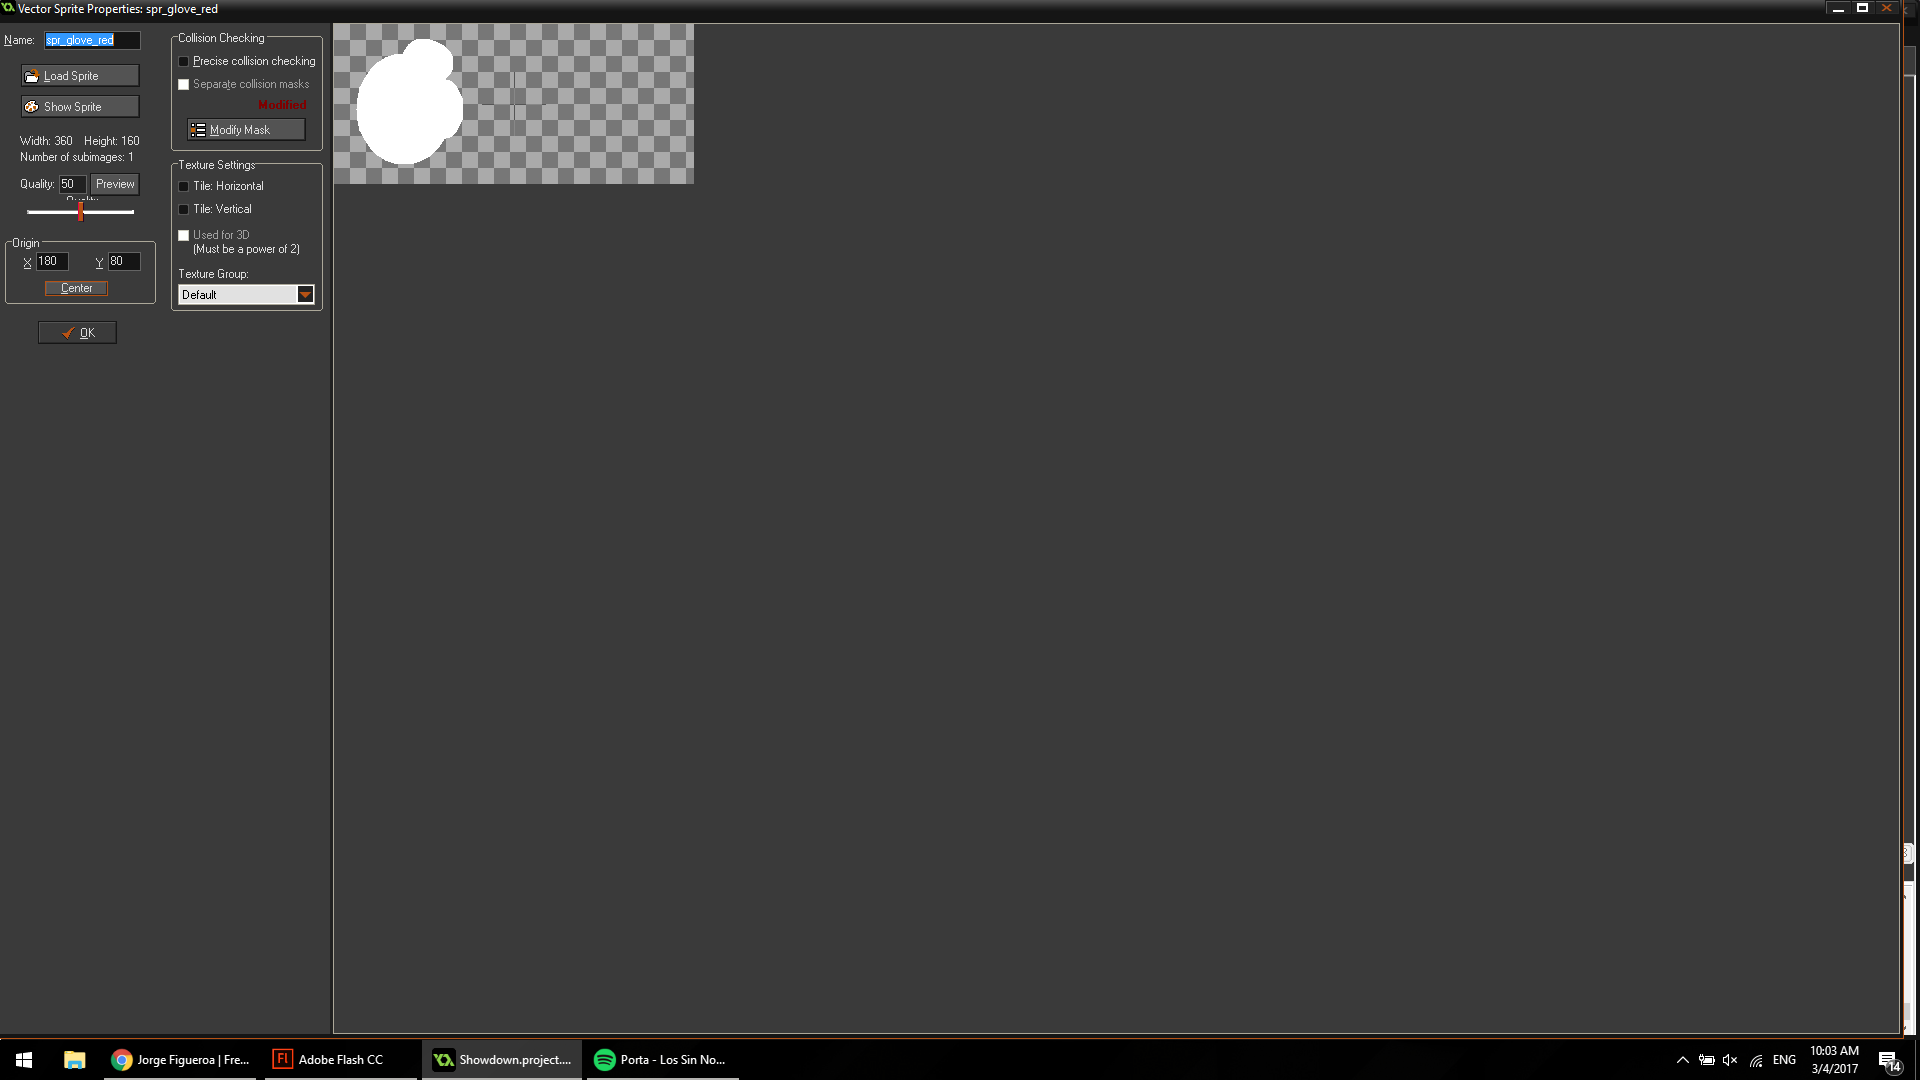 Vector Sprite Properties: spr_glove_red
Name: spr_glove_red
Load Sprite
Show Sprite
Width: 360 Height: 160
Number of subimages: 1
Quality: 50 Preview
Origin
X 180 Y 80
Center
OK
Collision Checking
Precise collision checking
Separate collision masks
Modified
Modify Mask
Texture Settings
Tile: Horizontal
Tile: Vertical
Used for 3D
(Must be a power of 2)
Texture Group:
Default
Jorge Figueroa | Fre...
Fl Adobe Flash CC
Showdown.project....
Porta - Los Sin No...
ENG
10:03 AM
3/4/2017
14